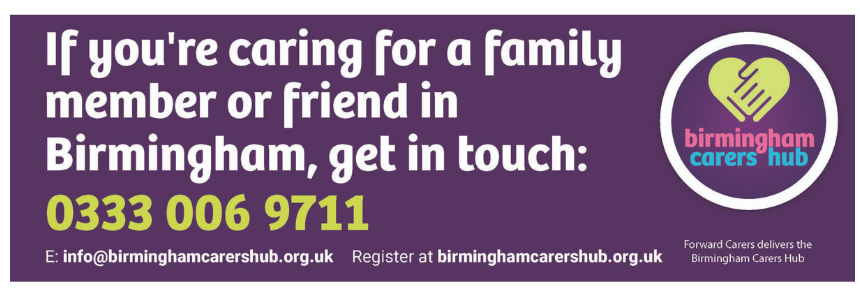 If you're caring for a family
member or friend in
Birmingham, get in touch:
0333 006 9711
E: info@birminghamcarershub.org.uk Register at birminghamcarershub.org.uk
birmingham
carers hub
Forward Carers delivers the
Birmingham Carers Hub